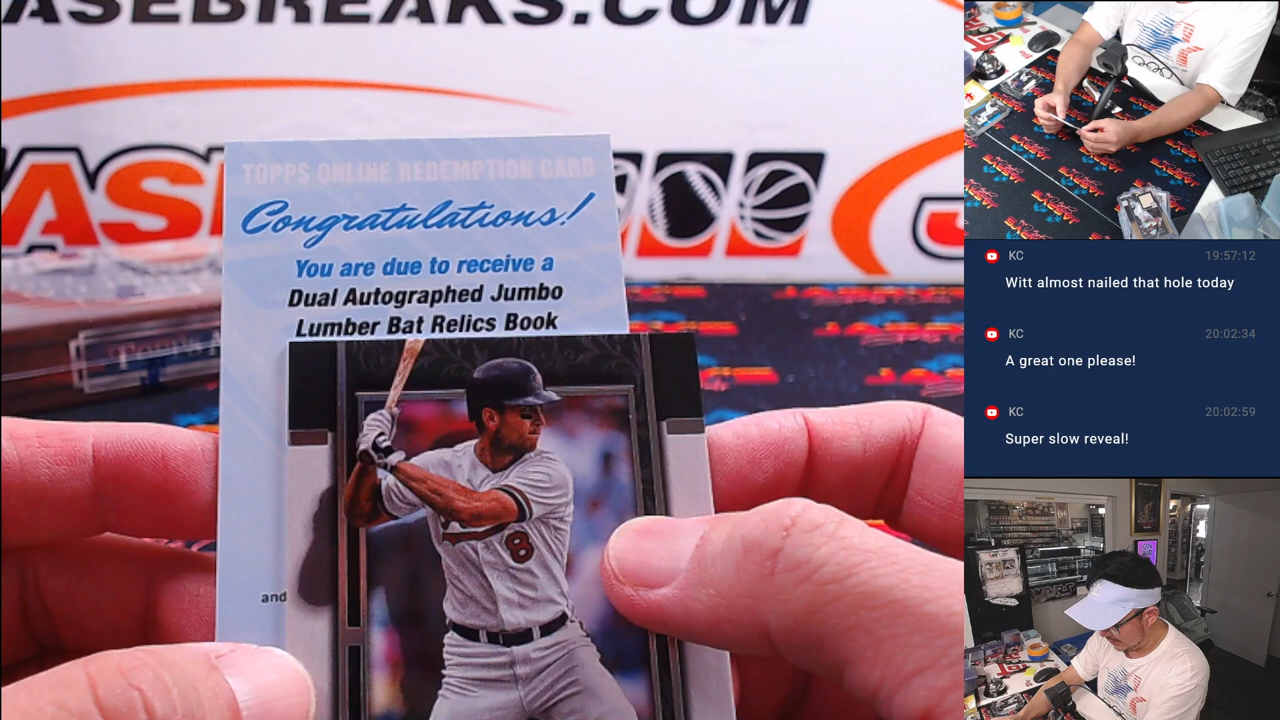 ASEBREAKS.COM
TOPPS ONLINE REDEMPTION CARD
Congratulations!
You are due to receive a
Dual Autographed Jumbo
Lumber Bat Relics Book
and
8
KC 19:57:12
Witt almost nailed that hole today
KC 20:02:34
A great one please!
KC 20:02:59
Super slow reveal!